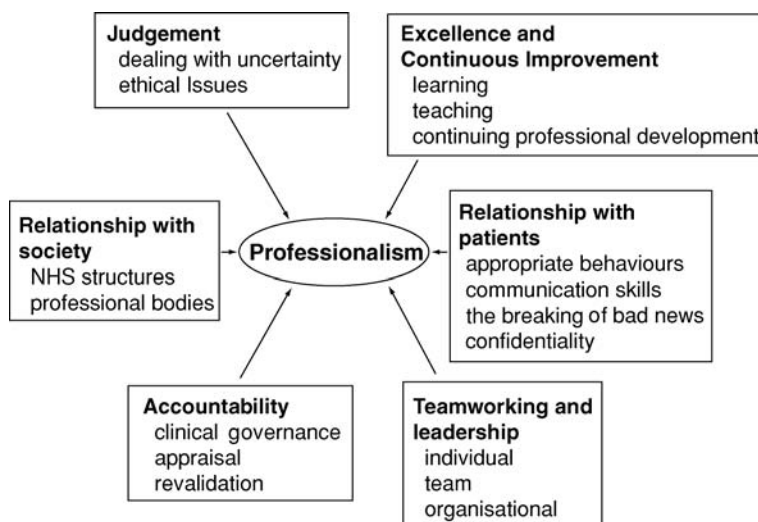 Judgement
dealing with uncertainty
ethical Issues
Excellence and
Continuous Improvement
learning
teaching
continuing professional development
Relationship with
society
NHS structures
professional bodies
Professionalism
Relationship with
patients
appropriate behaviours
communication skills
the breaking of bad news
confidentiality
Accountability
clinical governance
appraisal
revalidation
Teamworking and
leadership
individual
team
organisational